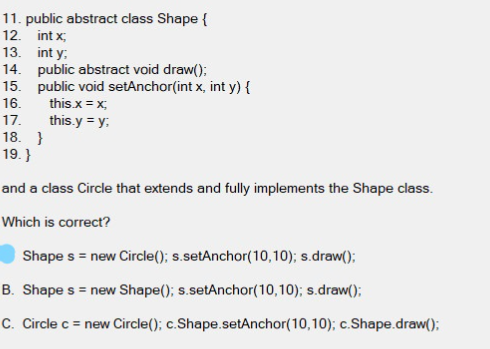 11. public abstract class Shape {
12. int x;
13. int y;
14. public abstract void draw();
15. public void setAnchor(int x, int y) {
16. this.x = x;
17. this.y = y;
18. }
19. }
and a class Circle that extends and fully implements the Shape class.
Which is correct?
Shape s = new Circle(); s.setAnchor(10,10); s.draw();
B. Shape s = new Shape(); s.setAnchor(10,10); s.draw();
C. Circle c = new Circle(); c.Shape.setAnchor(10,10); c.Shape.draw();